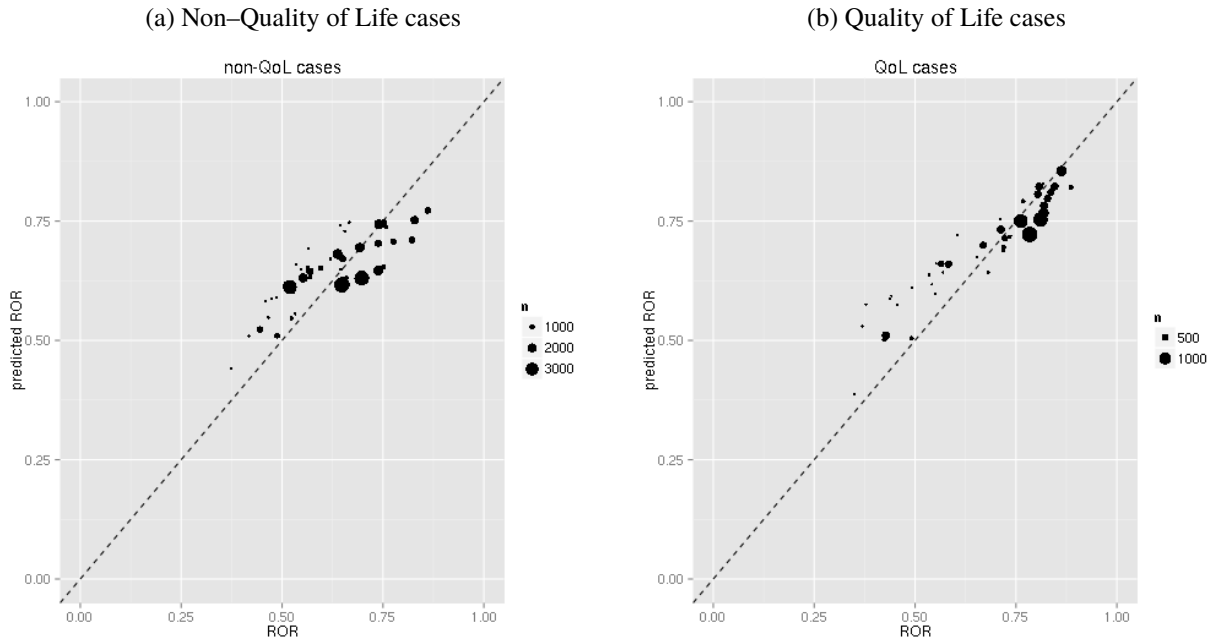 (a) Non–Quality of Life cases
non-QoL cases
1.00
0.75
0.50
0.25
0.00
predicted ROR
0.00 0.25 0.50 0.75 1.00
ROR
n
1000
2000
3000
(b) Quality of Life cases
QoL cases
1.00
0.75
0.50
0.25
0.00
predicted ROR
0.00 0.25 0.50 0.75 1.00
ROR
n
500
1000